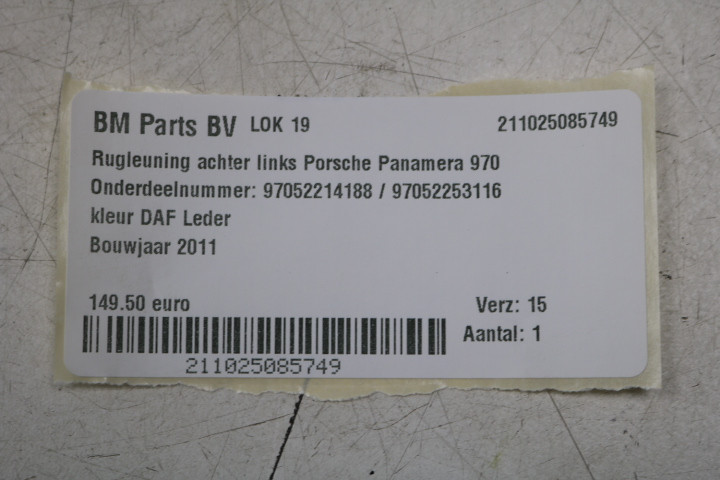 BM Parts BV LOK 19 211025085749
Rugleuning achter links Porsche Panamera 970
Onderdeelnummer: 97052214188 / 97052253116
kleur DAF Leder
Bouwjaar 2011
149.50 euro Verz: 15
Aantal: 1
211025085749